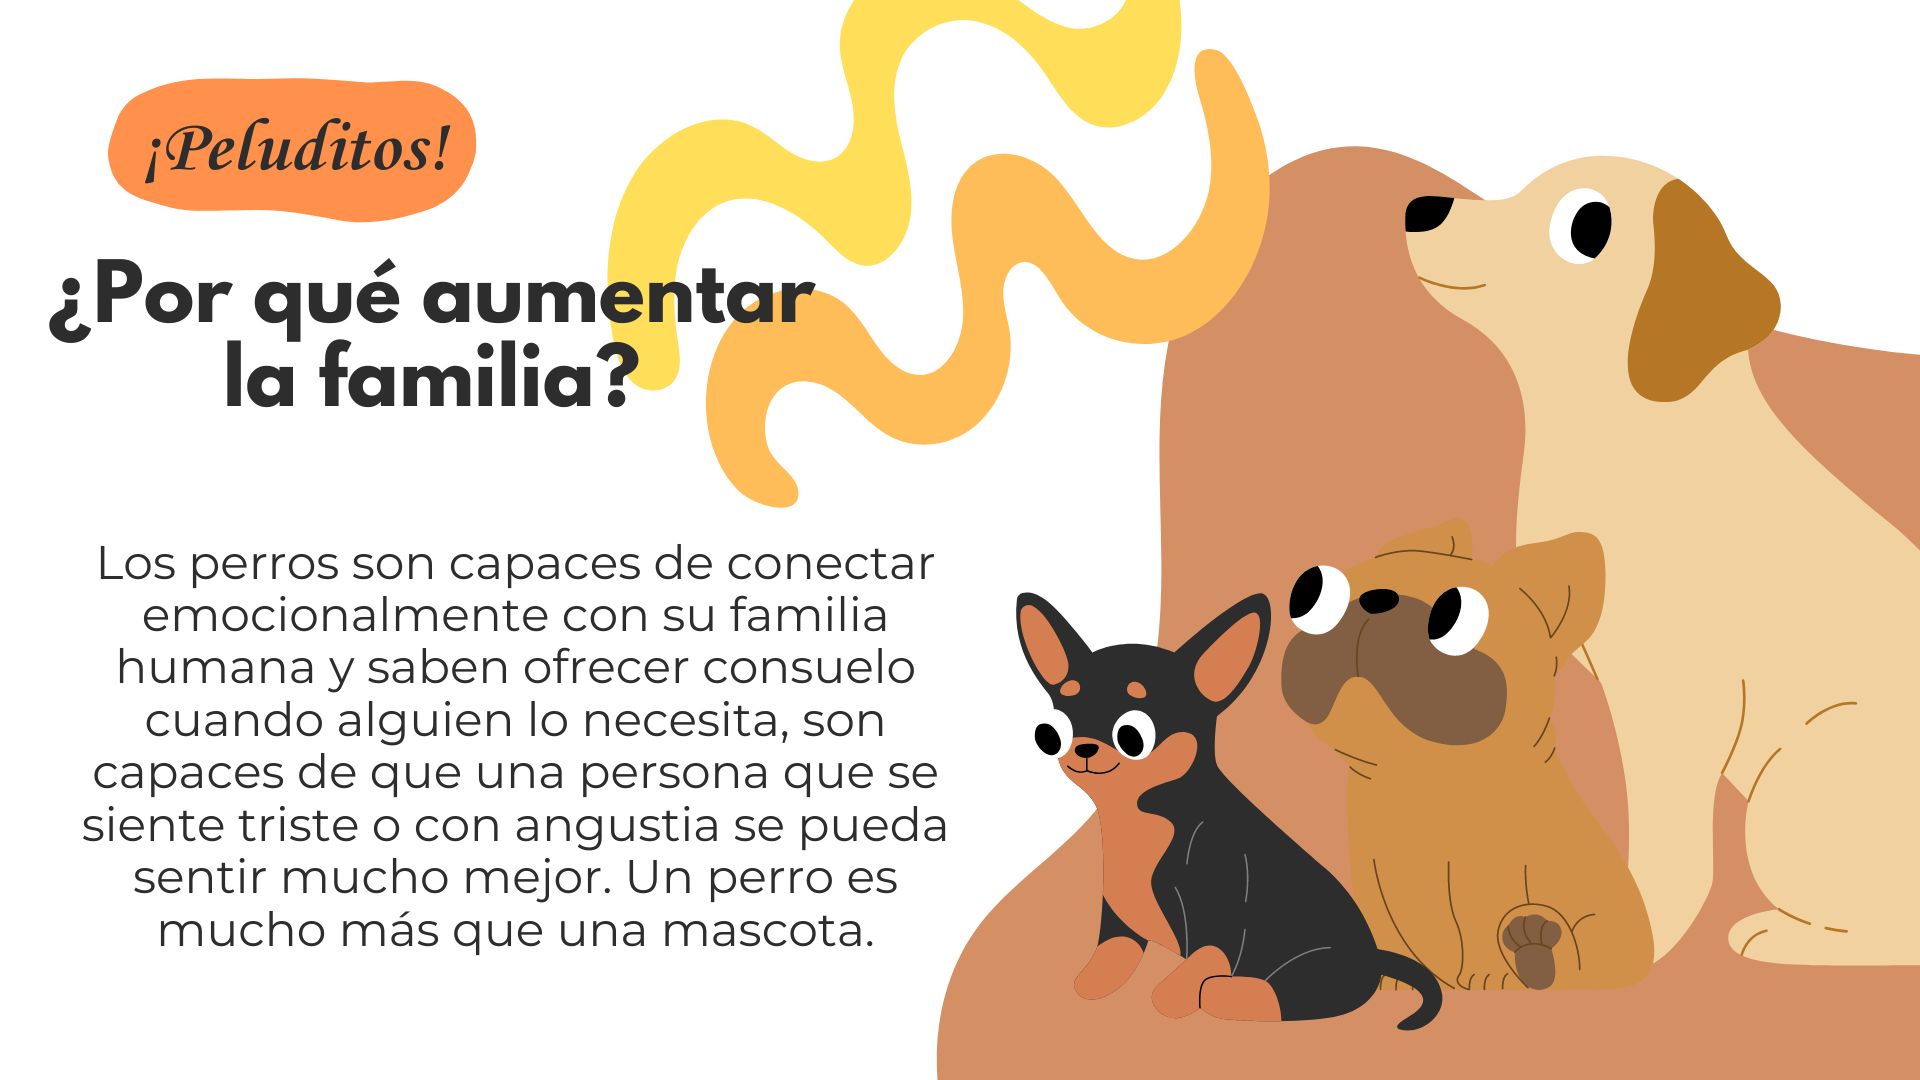 ¡Peluditos!
¿Por qué aumentar
la familia?
Los perros son capaces de conectar
emocionalmente con su familia
humana y saben ofrecer consuelo
cuando alguien lo necesita, son
capaces de que una persona que se
siente triste o con angustia se pueda
sentir mucho mejor. Un perro es
mucho más que una mascota.